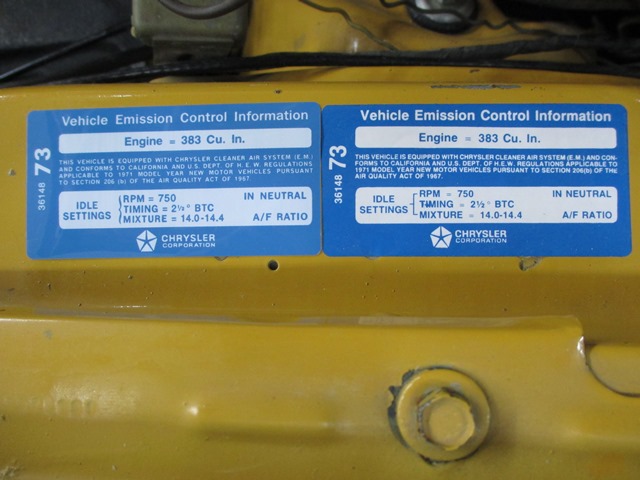 Vehicle Emission Control Information
Engine = 383 Cu. In.
THIS VEHICLE IS EQUIPPED WITH CHRYSLER CLEANER AIR SYSTEM (E.M.)
AND CONFORMS TO CALIFORNIA AND U.S. DEPT. OF H.E.W. REGULATIONS
APPLICABLE TO 1971 MODEL YEAR NEW MOTOR VEHICLES PURSUANT
TO SECTION 206 (b) OF THE AIR QUALITY ACT OF 1967.
36148 73
IDLE SETTINGS
RPM = 750 IN NEUTRAL
TIMING = 2½° BTC
MIXTURE = 14.0-14.4 A/F RATIO
CHRYSLER
CORPORATION
Vehicle Emission Control Information
Engine = 383 Cu. In.
THIS VEHICLE IS EQUIPPED WITH CHRYSLER CLEANER AIR SYSTEM (E.M.) AND CON-
FORMS TO CALIFORNIA AND U.S. DEPT. OF H.E.W. REGULATIONS APPLICABLE TO
1971 MODEL YEAR NEW MOTOR VEHICLES PURSUANT TO SECTION 206(b) OF THE
AIR QUALITY ACT OF 1967.
36148 73
IDLE SETTINGS
RPM = 750 IN NEUTRAL
TIMING = 2½° BTC
MIXTURE = 14.0-14.4 A/F RATIO
CHRYSLER
CORPORATION